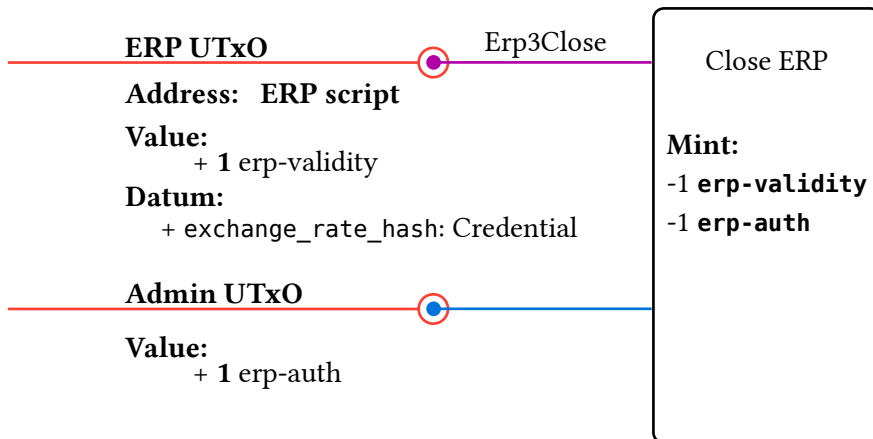 ERP UTxO
Erp3Close
Close ERP
Address: ERP script
Value:
+ 1 erp-validity
Datum:
+ exchange_rate_hash: Credential
Mint:
-1 erp-validity
-1 erp-auth
Admin UTxO
Value:
+ 1 erp-auth